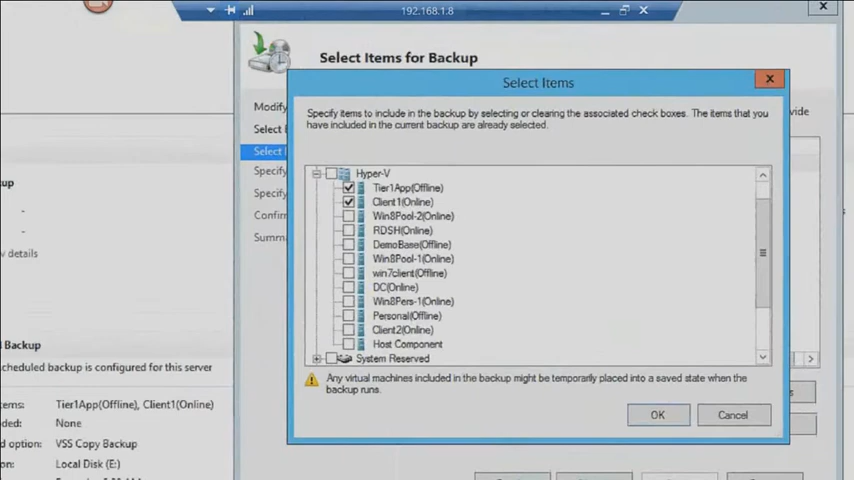 192.168.1.8
Select Items for Backup
Select Items
Modify
Specify items to include in the backup by selecting or clearing the associated check boxes. The items that you
have included in the current backup are already selected.
Select
Select
Specify
Specify
Confirm
Summa
Hyper-V
Tier1App(Offline)
Client1(Online)
Win8Pool-2(Online)
RDSH(Online)
DemoBase(Offline)
Win8Pool-1(Online)
win7client(Offline)
DC(Online)
Win8Pers-1(Online)
Personal(Offline)
Client2(Online)
Host Component
System Reserved
Any virtual machines included in the backup might be temporarily placed into a saved state when the
backup runs.
OK Cancel
details
Backup
scheduled backup is configured for this server
Tier1App(Offline), Client1(Online)
None
option: VSS Copy Backup
Local Disk (E:)